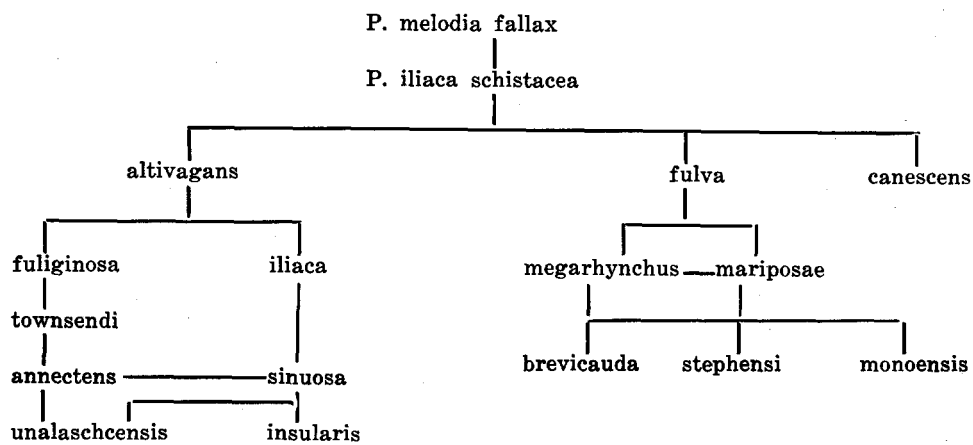 P. melodia fallax
P. iliaca schistacea
altivagans fulva canescens
fuliginosa iliaca megarhynchus mariposae
townsendi
brevicauda stephensi monoensis
annectens sinuosa
unalaschcensis insularis